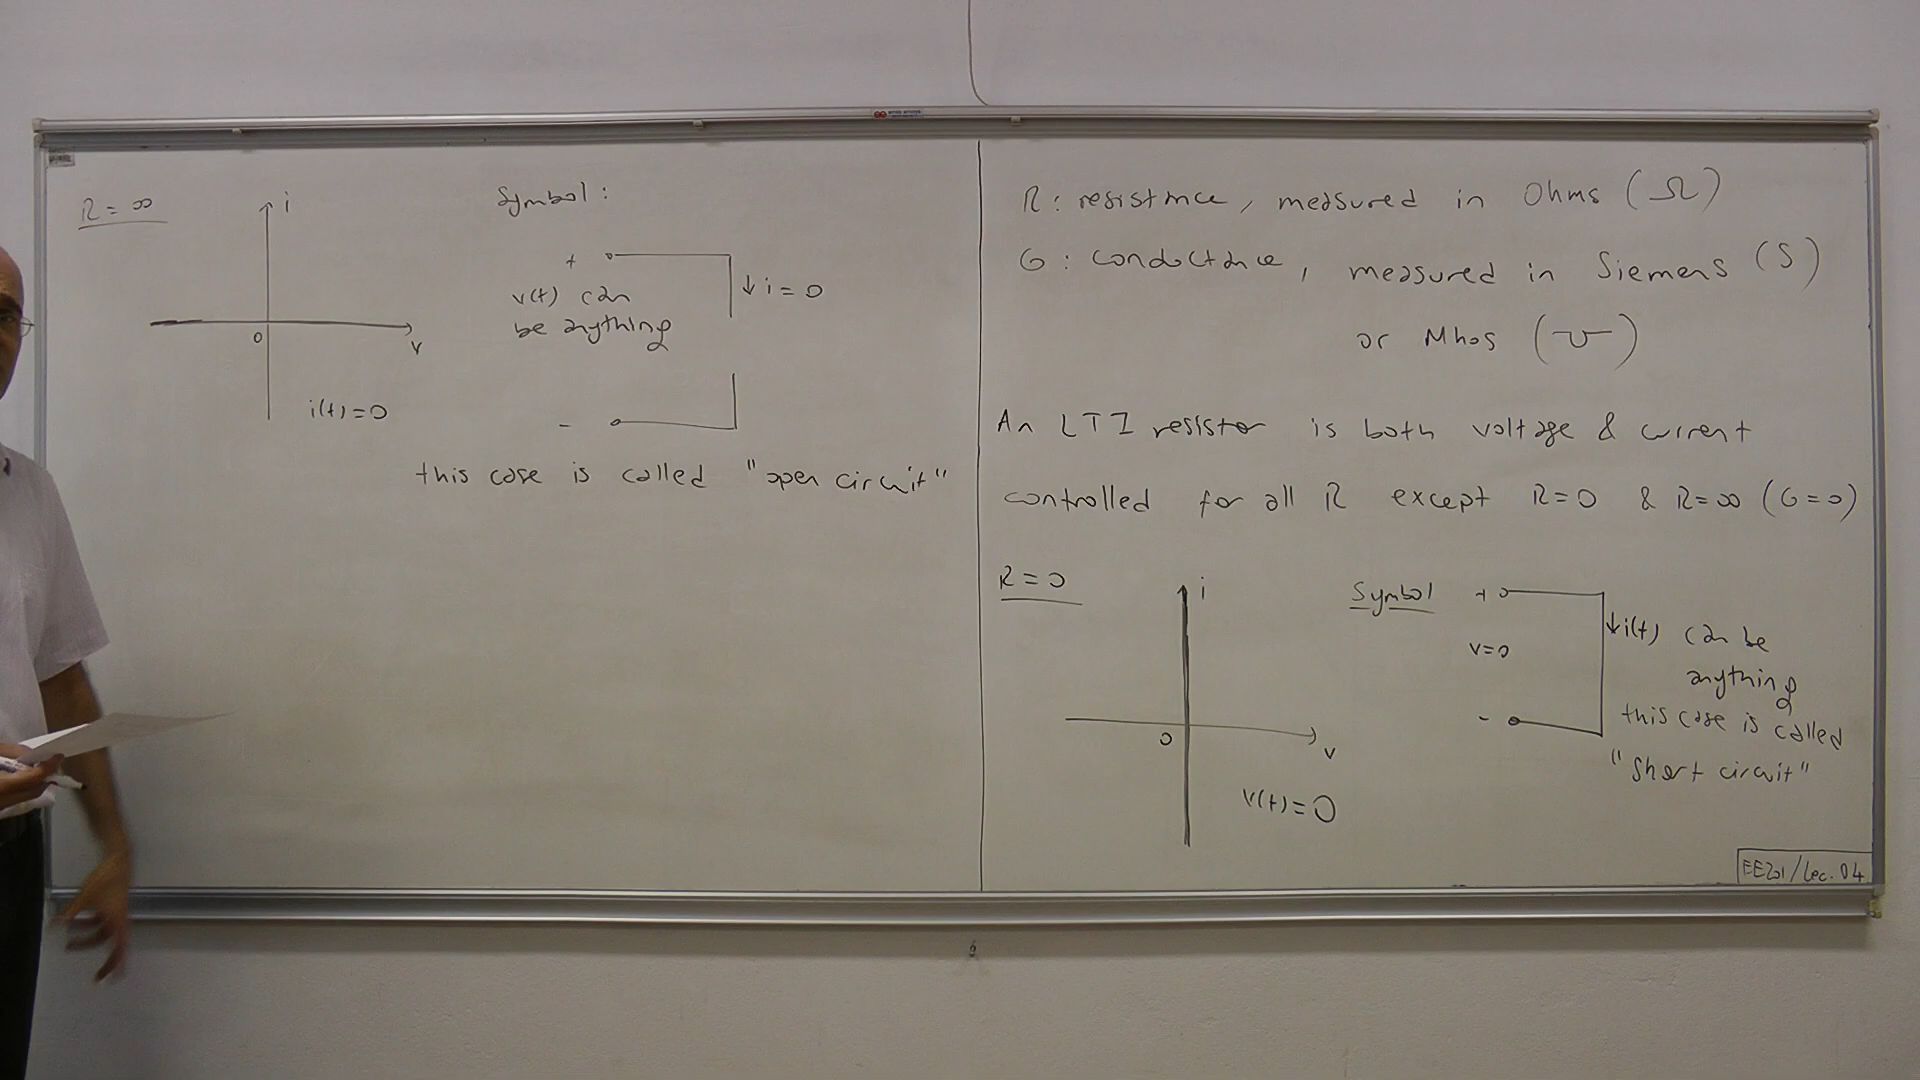 R = ∞
i
v
0
i(t) = 0
Symbol:
+
v(t) can
be anything
↓ i = 0
-
this case is called "open circuit"
R: resistance, measured in Ohms (Ω)
G: conductance, measured in Siemens (S)
or Mhos (℧)
An LTI resistor is both voltage & current
controlled for all R except R=0 & R=∞ (G=0)
R = 0
i
v
0
v(t) = 0
Symbol
+
v=0
-
↓ i(t) can be
anything
this case is called
"short circuit"
EE201/Lec. 04